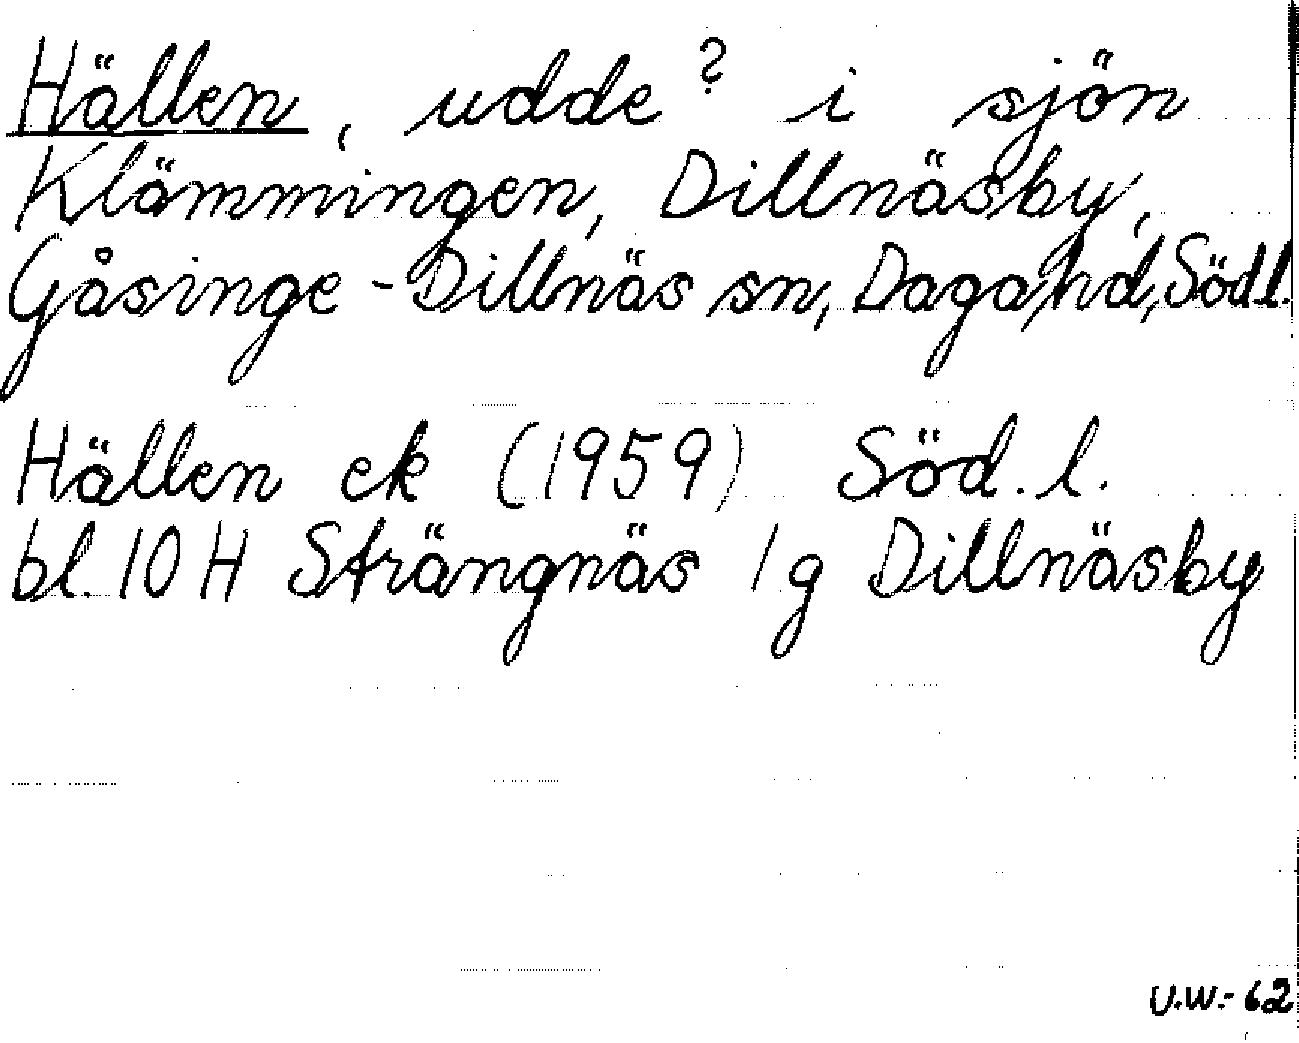 Hällen, udde? i sjön
Klämmingen, Dillnäsby,
Gåsinge-Dillnäs sn, Daga hd, Södl.
Hällen ek (1959) Söd. l.
bl. 10 H Strängnäs 1g Dillnäsby
U.W.-62